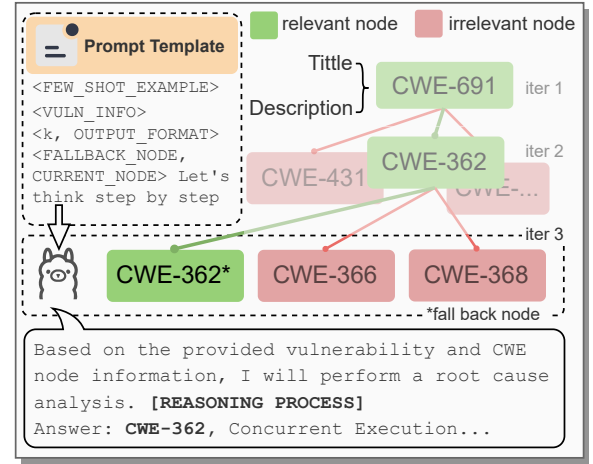 Prompt Template
<FEW_SHOT_EXAMPLE>
<VULN_INFO>
<k, OUTPUT_FORMAT>
<FALLBACK_NODE,
CURRENT_NODE> Let's
think step by step
relevant node
irrelevant node
Tittle
Description
CWE-691
iter 1
CWE-431
CWE-362
CWE-...
iter 2
iter 3
CWE-362*
CWE-366
CWE-368
*fall back node
Based on the provided vulnerability and CWE
node information, I will perform a root cause
analysis. [REASONING PROCESS]
Answer: CWE-362, Concurrent Execution...